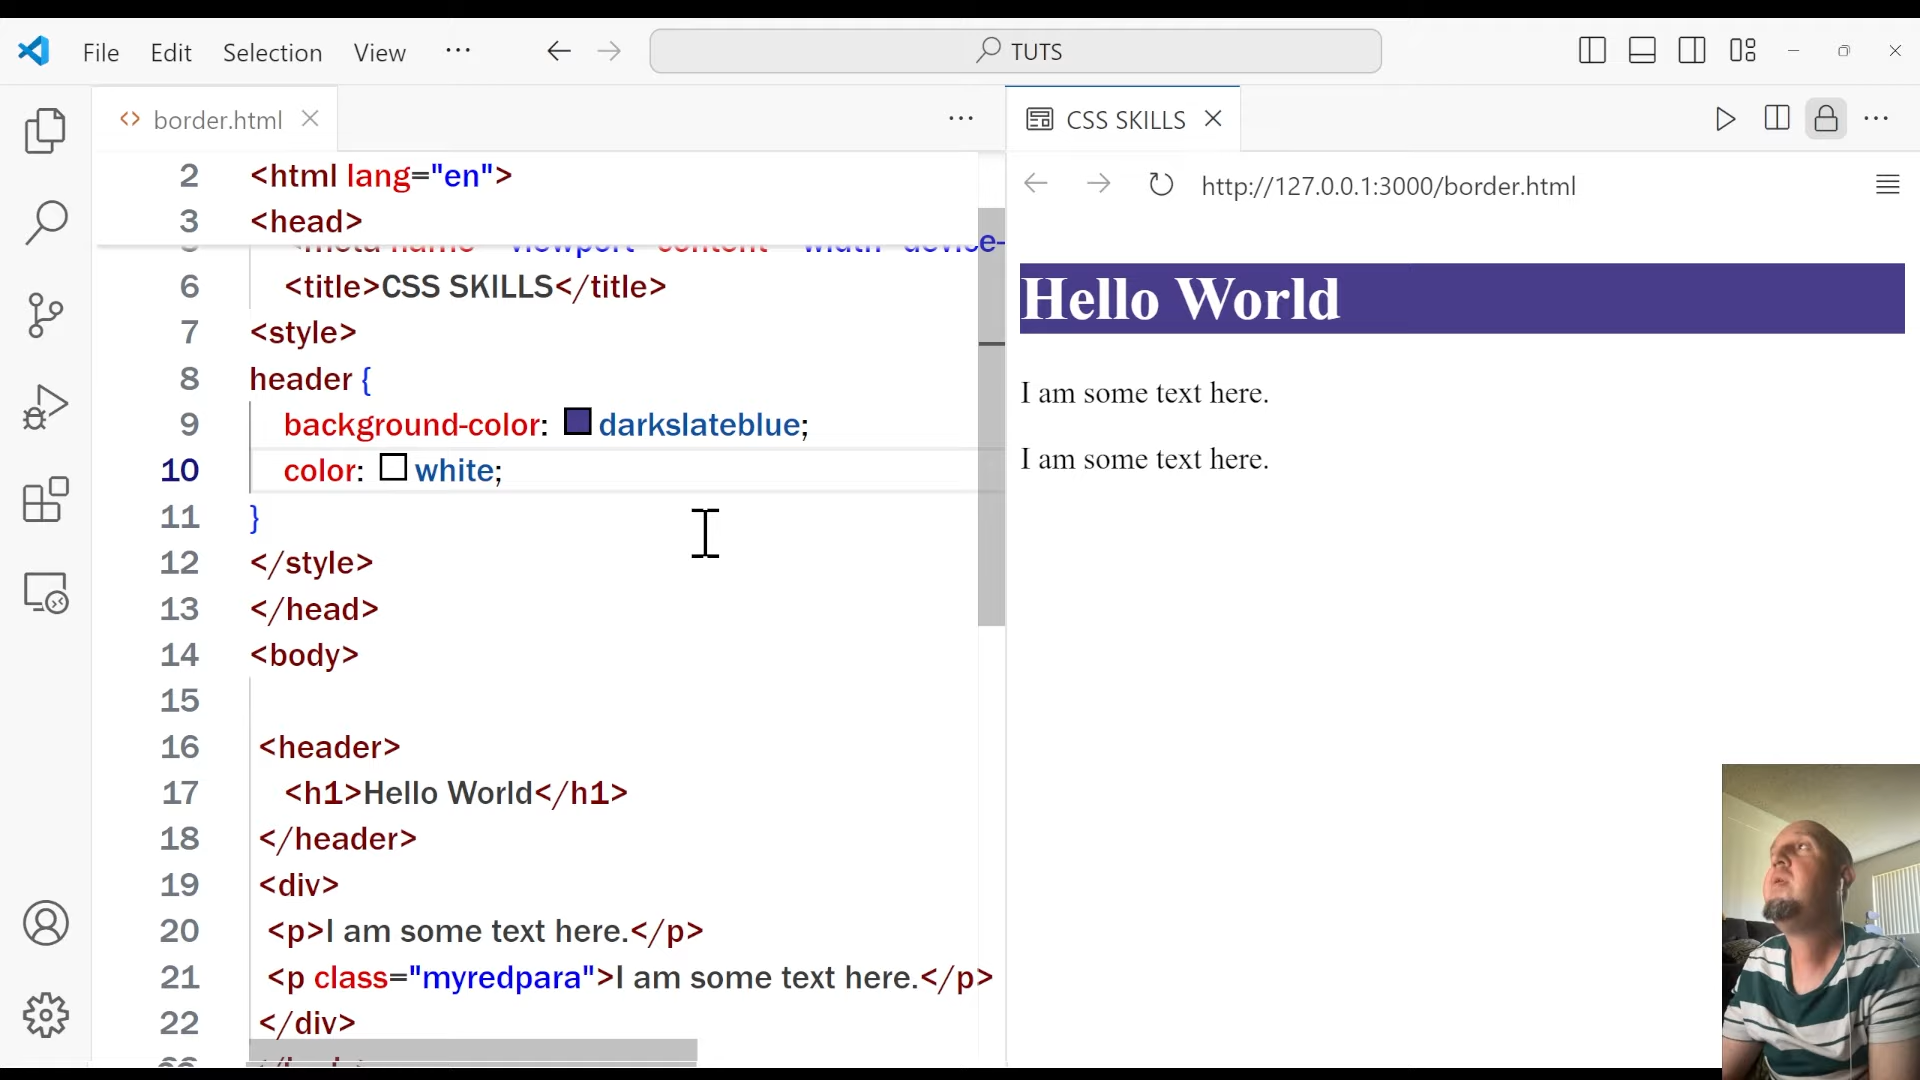 File Edit Selection View ···
TUTS
border.html
CSS SKILLS
http://127.0.0.1:3000/border.html
2 <html lang="en">
3 <head>
6 <title>CSS SKILLS</title>
7 <style>
8 header {
9 background-color: darkslateblue;
10 color: white;
11 }
12 </style>
13 </head>
14 <body>
15
16 <header>
17 <h1>Hello World</h1>
18 </header>
19 <div>
20 <p>I am some text here.</p>
21 <p class="myredpara">I am some text here.</p>
22 </div>
Hello World
I am some text here.
I am some text here.